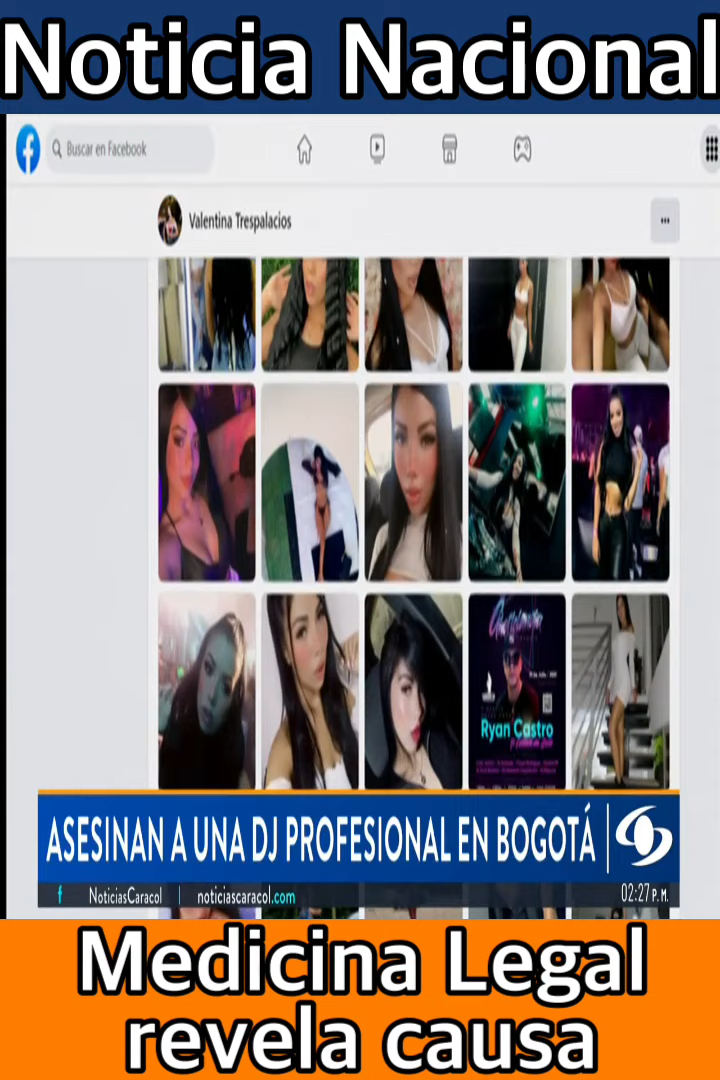 Noticia Nacional
Buscar en Facebook
Valentina Trespalacios
Ryan Castro
ASESINAN A UNA DJ PROFESIONAL EN BOGOTÁ
NoticiasCaracol | noticiascaracol.com 02:27 P.M.
Medicina Legal
revela causa